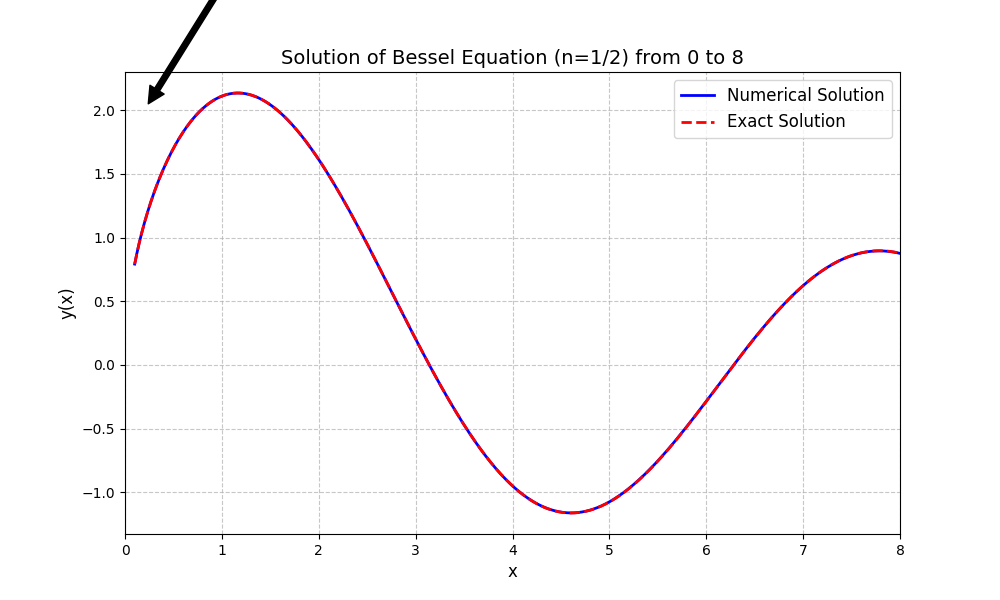 Solution of Bessel Equation (n=1/2) from 0 to 8
Numerical Solution
Exact Solution
y(x)
2.0
1.5
1.0
0.5
0.0
−0.5
−1.0
0 1 2 3 4 5 6 7 8
x